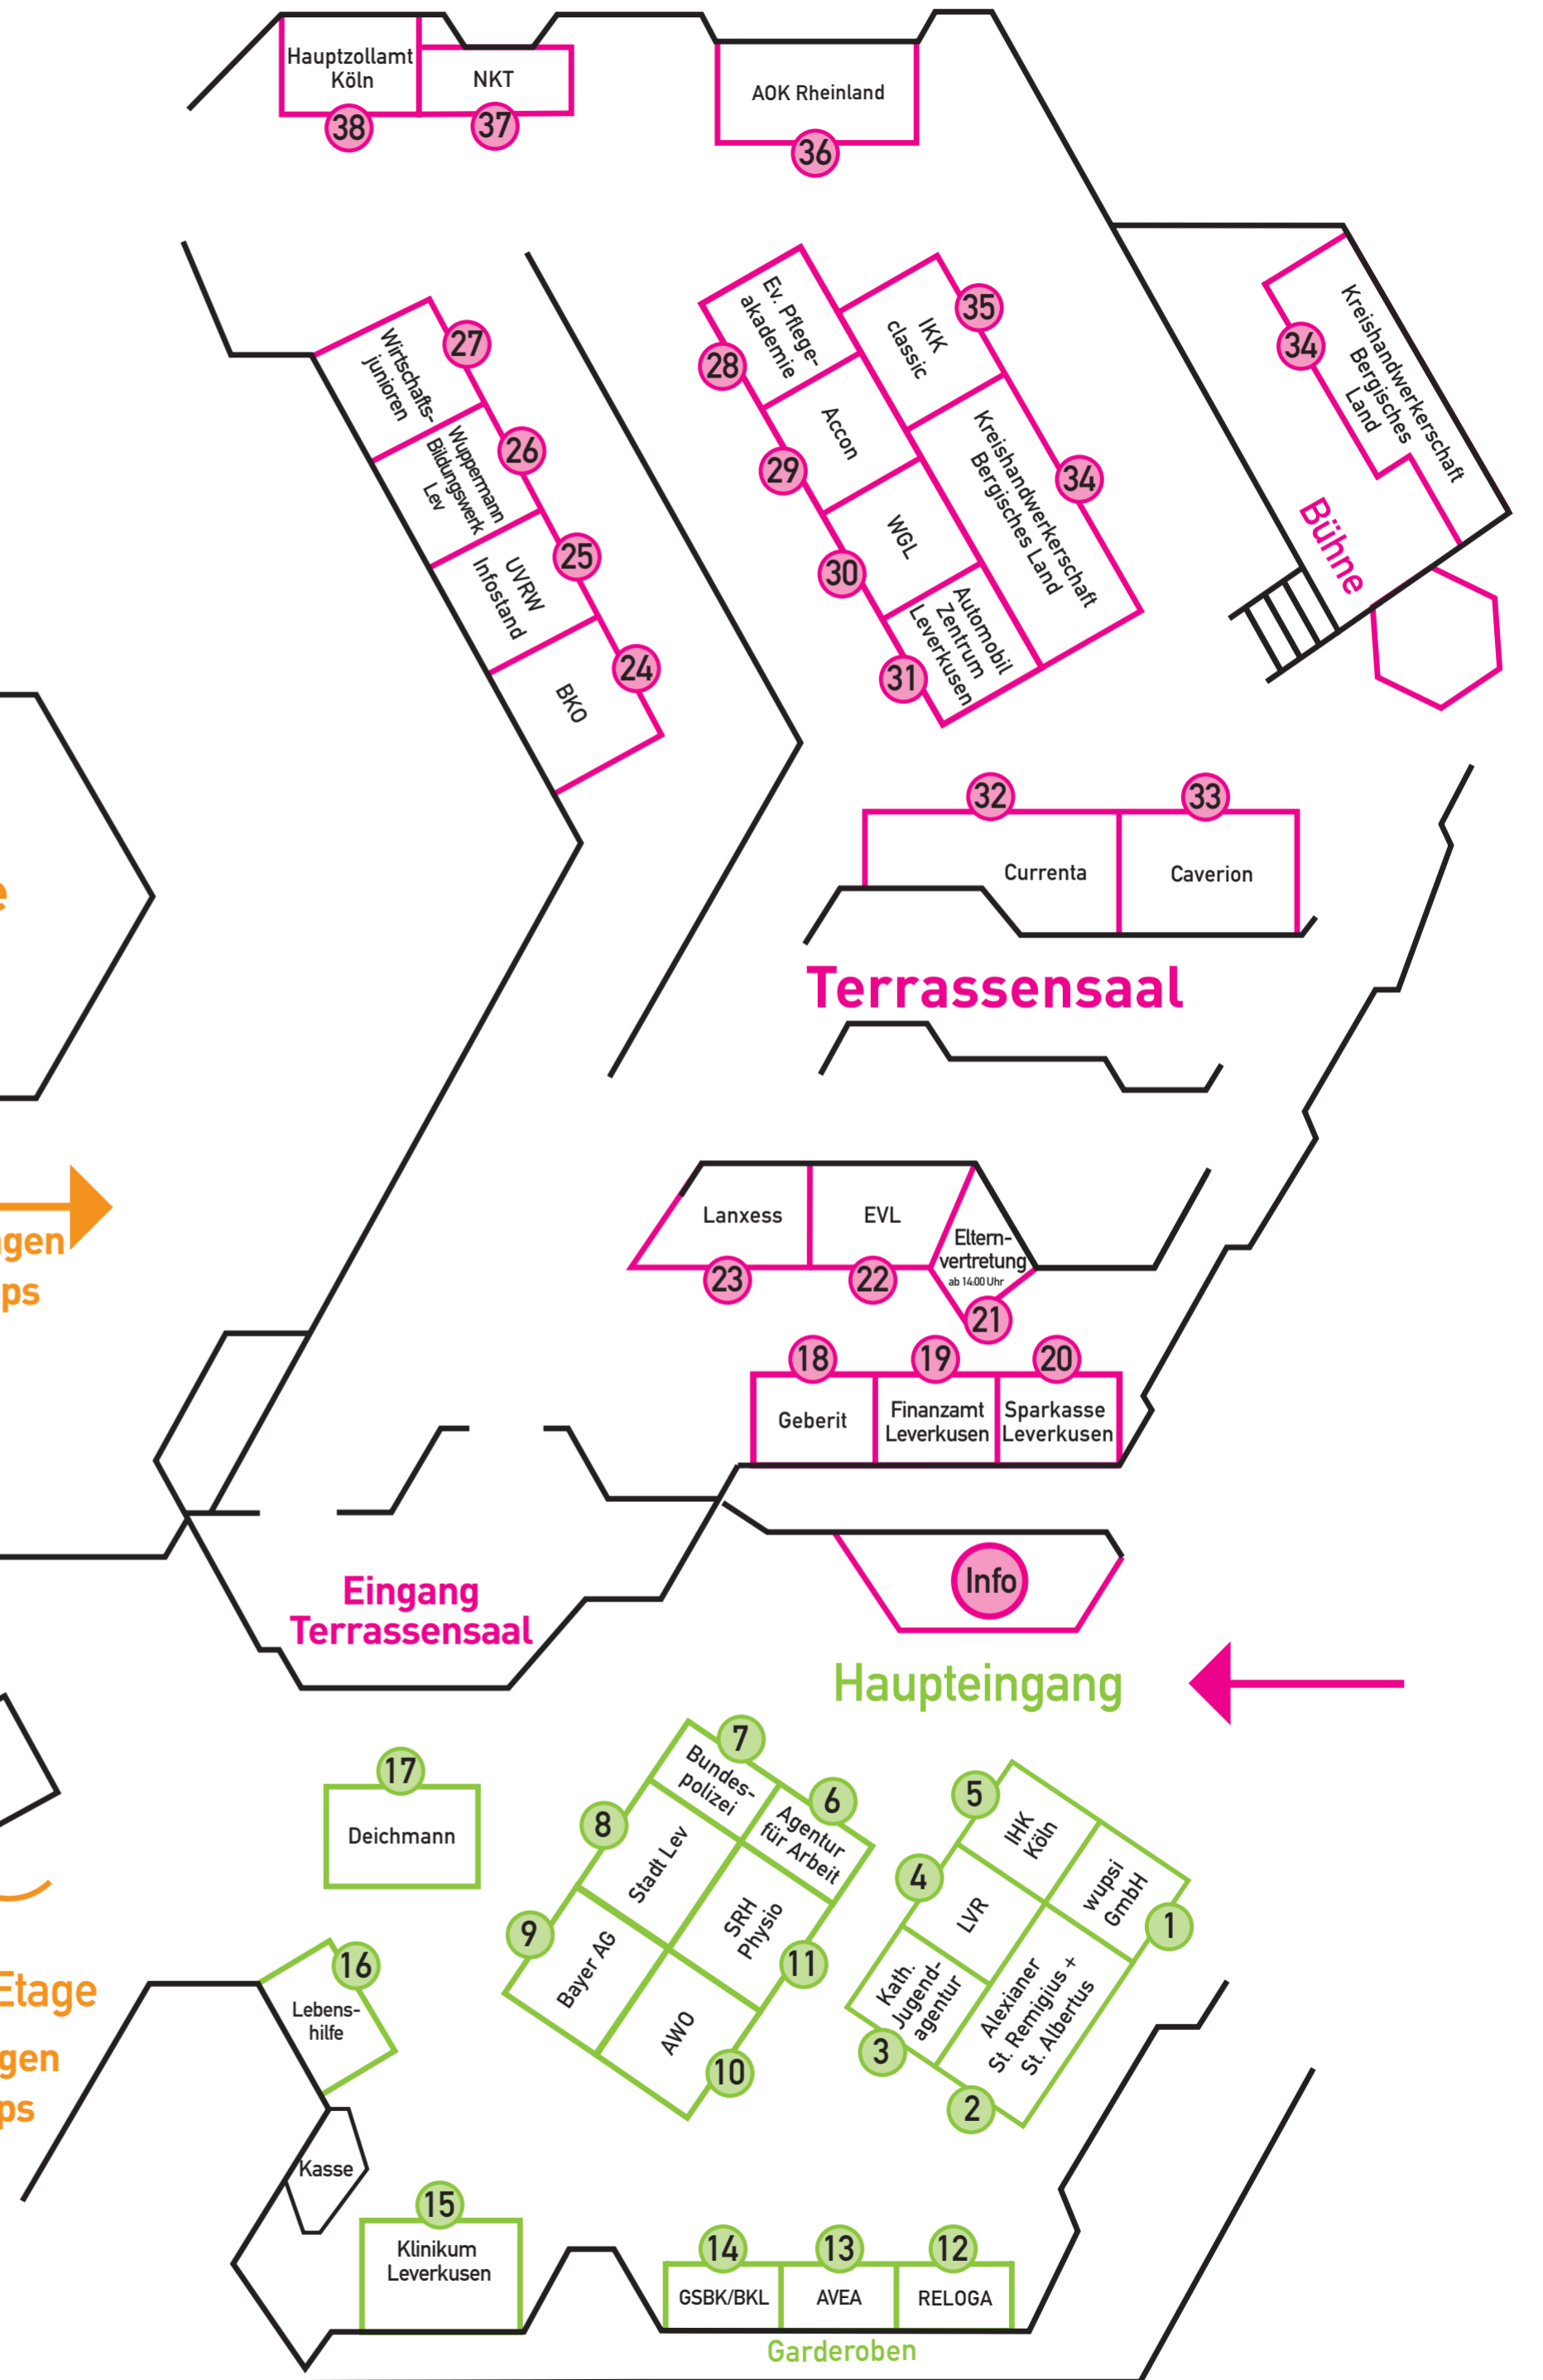 Hauptzollamt
Köln
38
NKT
37
AOK Rheinland
36
27
Wirtschafts-
junioren
26
Wuppermann
Bildungswerk
Lev
25
UVRW
Infostand
24
BKO
28
Ev. Pflege-
akademie
29
Accon
30
WGL
31
Automobil
Zentrum
Leverkusen
35
IKK
classic
34
Kreishandwerkerschaft
Bergisches Land
34
Kreishandwerkerschaft
Bergisches
Land
Bühne
32
Currenta
33
Caverion
Terrassensaal
Lanxess
23
EVL
22
Eltern-
vertretung
ab 14:00 Uhr
21
18
Geberit
19
Finanzamt
Leverkusen
20
Sparkasse
Leverkusen
Info
Eingang
Terrassensaal
Haupteingang
17
Deichmann
7
Bundes-
polizei
6
Agentur
für Arbeit
8
Stadt Lev
9
Bayer AG
SRH
Physio
11
AWO
10
5
IHK
Köln
4
LVR
wupsi
GmbH
1
Kath.
Jugend-
agentur
3
Alexianer
St. Remigius +
St. Albertus
2
16
Lebens-
hilfe
Kasse
15
Klinikum
Leverkusen
14
GSBK/BKL
13
AVEA
12
RELOGA
Garderoben
Etage
gen
ps
gen
ps